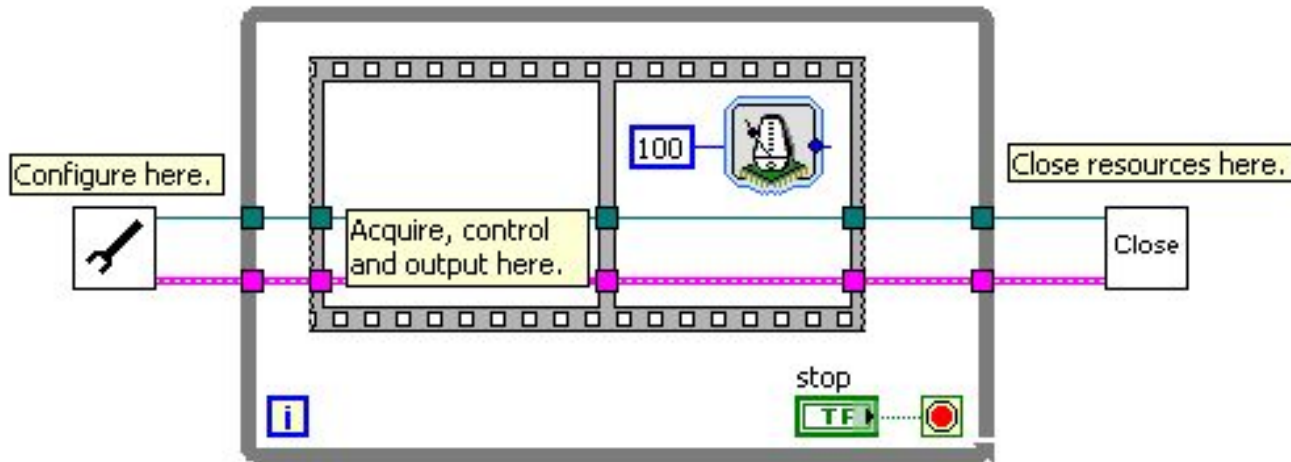 100
Configure here.
Close resources here.
Acquire, control
and output here.
Close
stop
i
TF